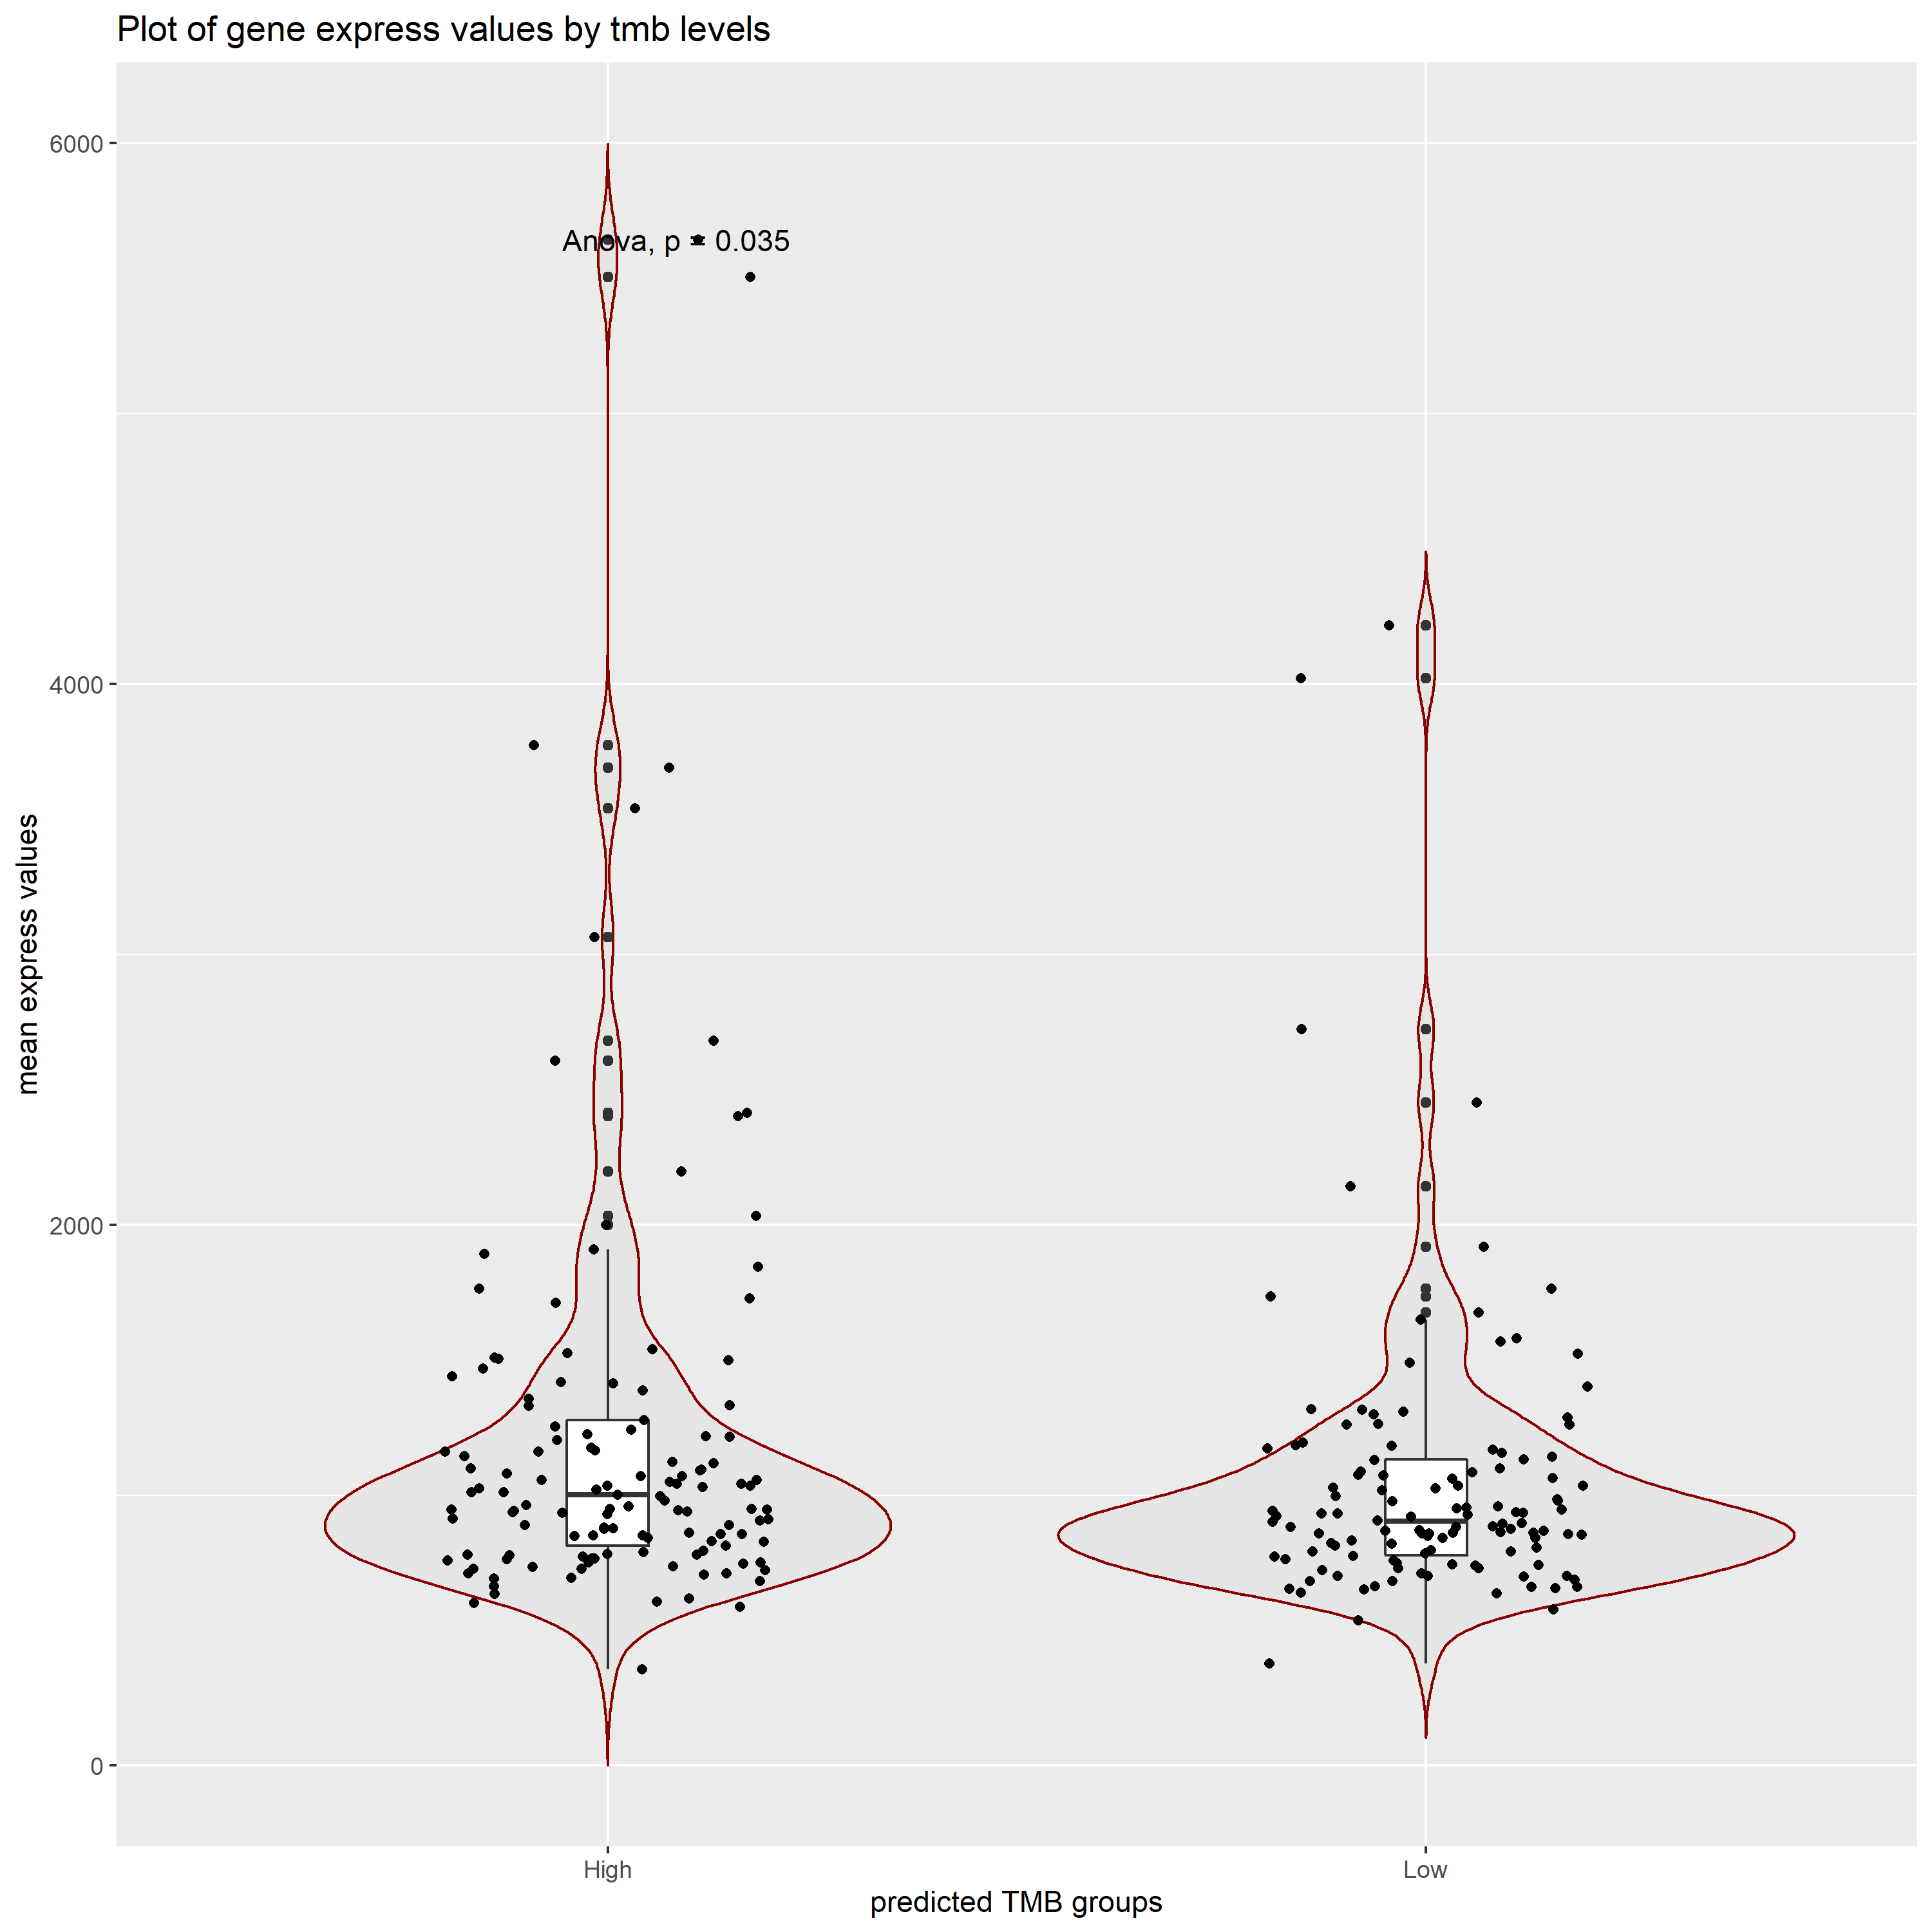 Plot of gene express values by tmb levels
6000
Anova, p = 0.035
4000
mean express values
2000
0
High
Low
predicted TMB groups